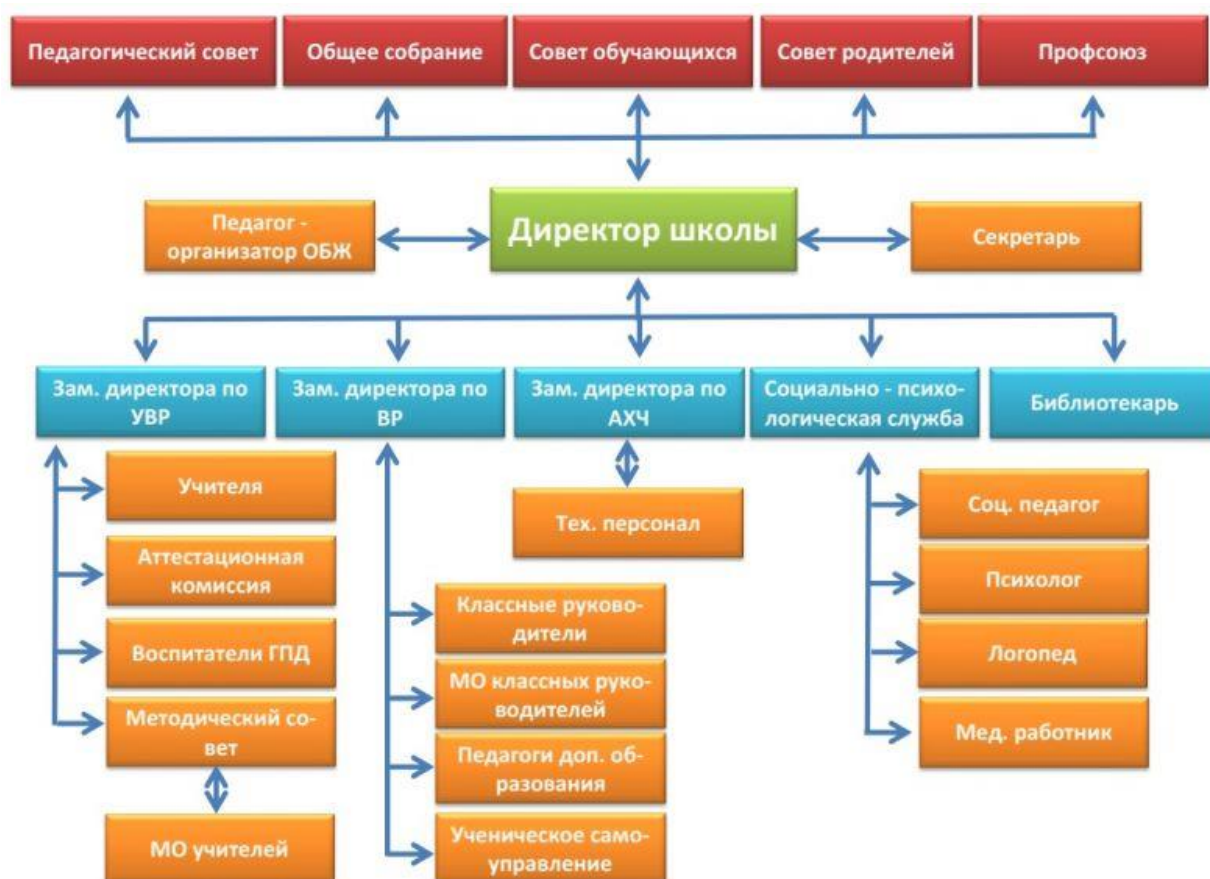 Педагогический совет
Общее собрание
Совет обучающихся
Совет родителей
Профсоюз
Педагог -
организатор ОБЖ
Директор школы
Секретарь
Зам. директора по
УВР
Зам. директора по
ВР
Зам. директора по
АХЧ
Социально - психо-
логическая служба
Библиотекарь
Учителя
Аттестационная
комиссия
Воспитатели ГПД
Методический со-
вет
МО учителей
Классные руково-
дители
МО классных руко-
водителей
Педагоги доп. об-
разования
Ученическое само-
управление
Тех. персонал
Соц. педагог
Психолог
Логопед
Мед. работник